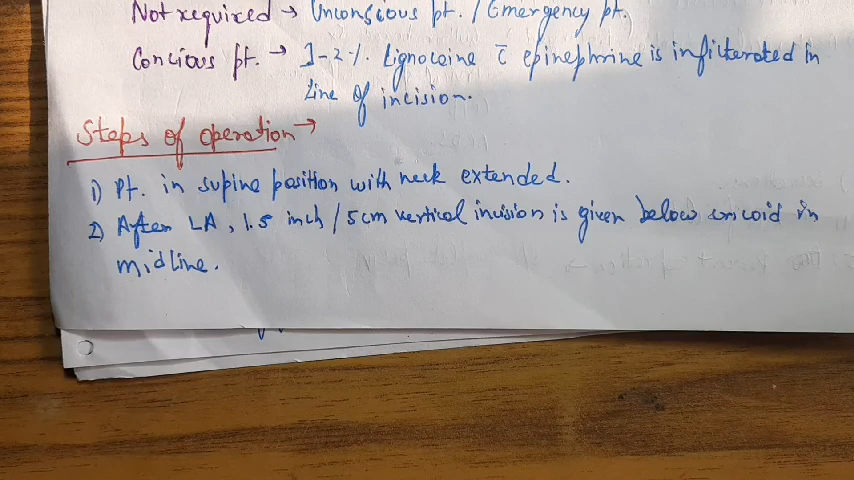 Not required → Unconscious pt. / Emergency pt.
Concious pt. → 1-2%. Lignocaine c̄ epinephrine is infilterated in
line of incision.
Steps of operation →
1) Pt. in supine position with neck extended.
2) After LA, 1.5 inch / 5cm vertical incision is given below cricoid in
midline.